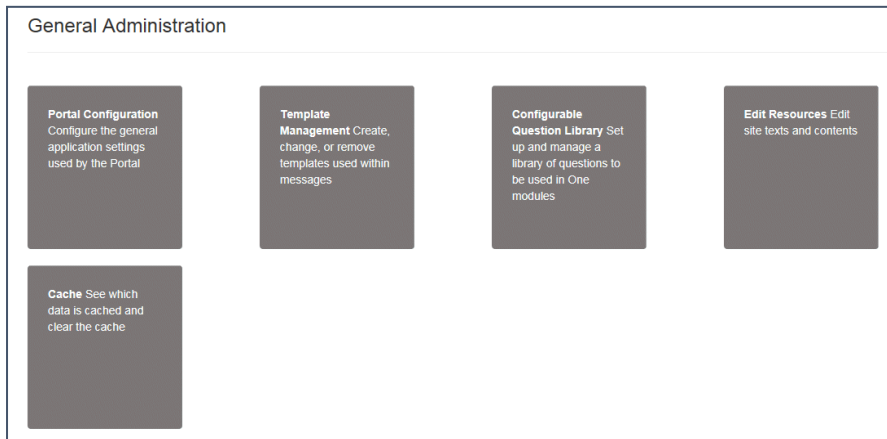 General Administration
Portal Configuration
Configure the general
application settings
used by the Portal
Template
Management Create,
change, or remove
templates used within
messages
Configurable
Question Library Set
up and manage a
library of questions to
be used in One
modules
Edit Resources Edit
site texts and contents
Cache See which
data is cached and
clear the cache